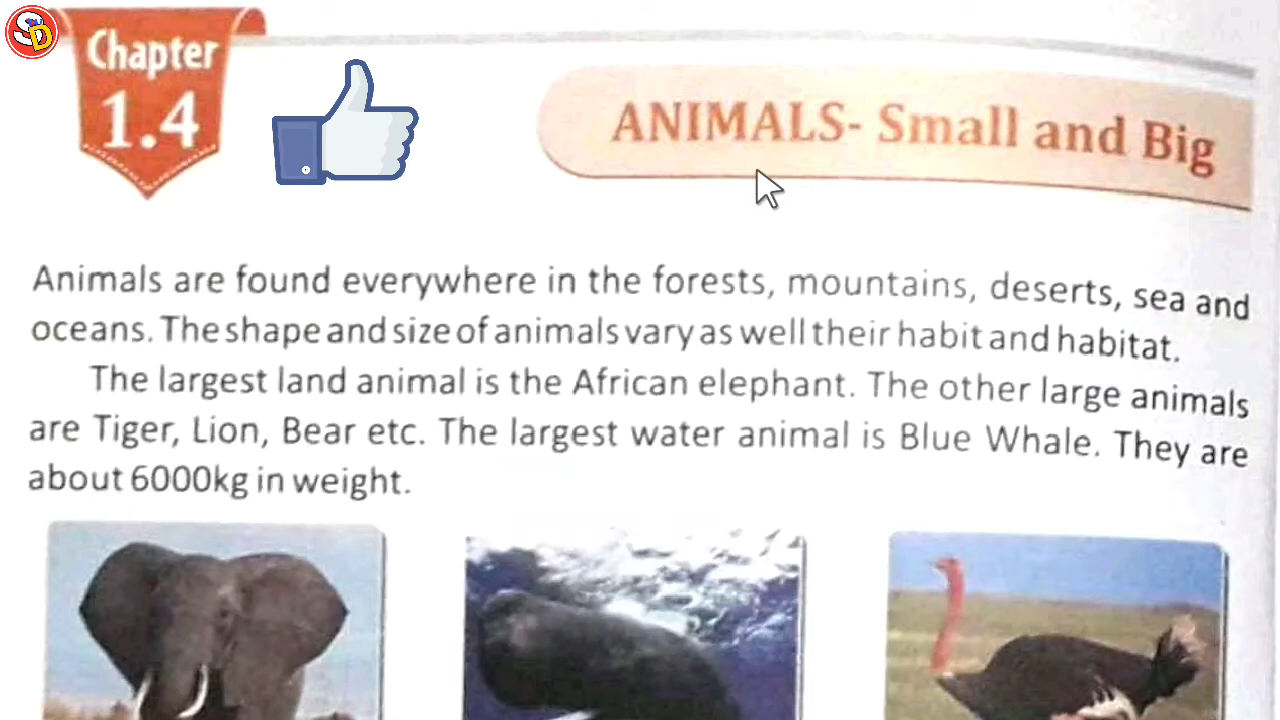 SD
Chapter
1.4
ANIMALS- Small and Big
Animals are found everywhere in the forests, mountains, deserts, sea and
oceans. The shape and size of animals vary as well their habit and habitat.
The largest land animal is the African elephant. The other large animals
are Tiger, Lion, Bear etc. The largest water animal is Blue Whale. They are
about 6000kg in weight.